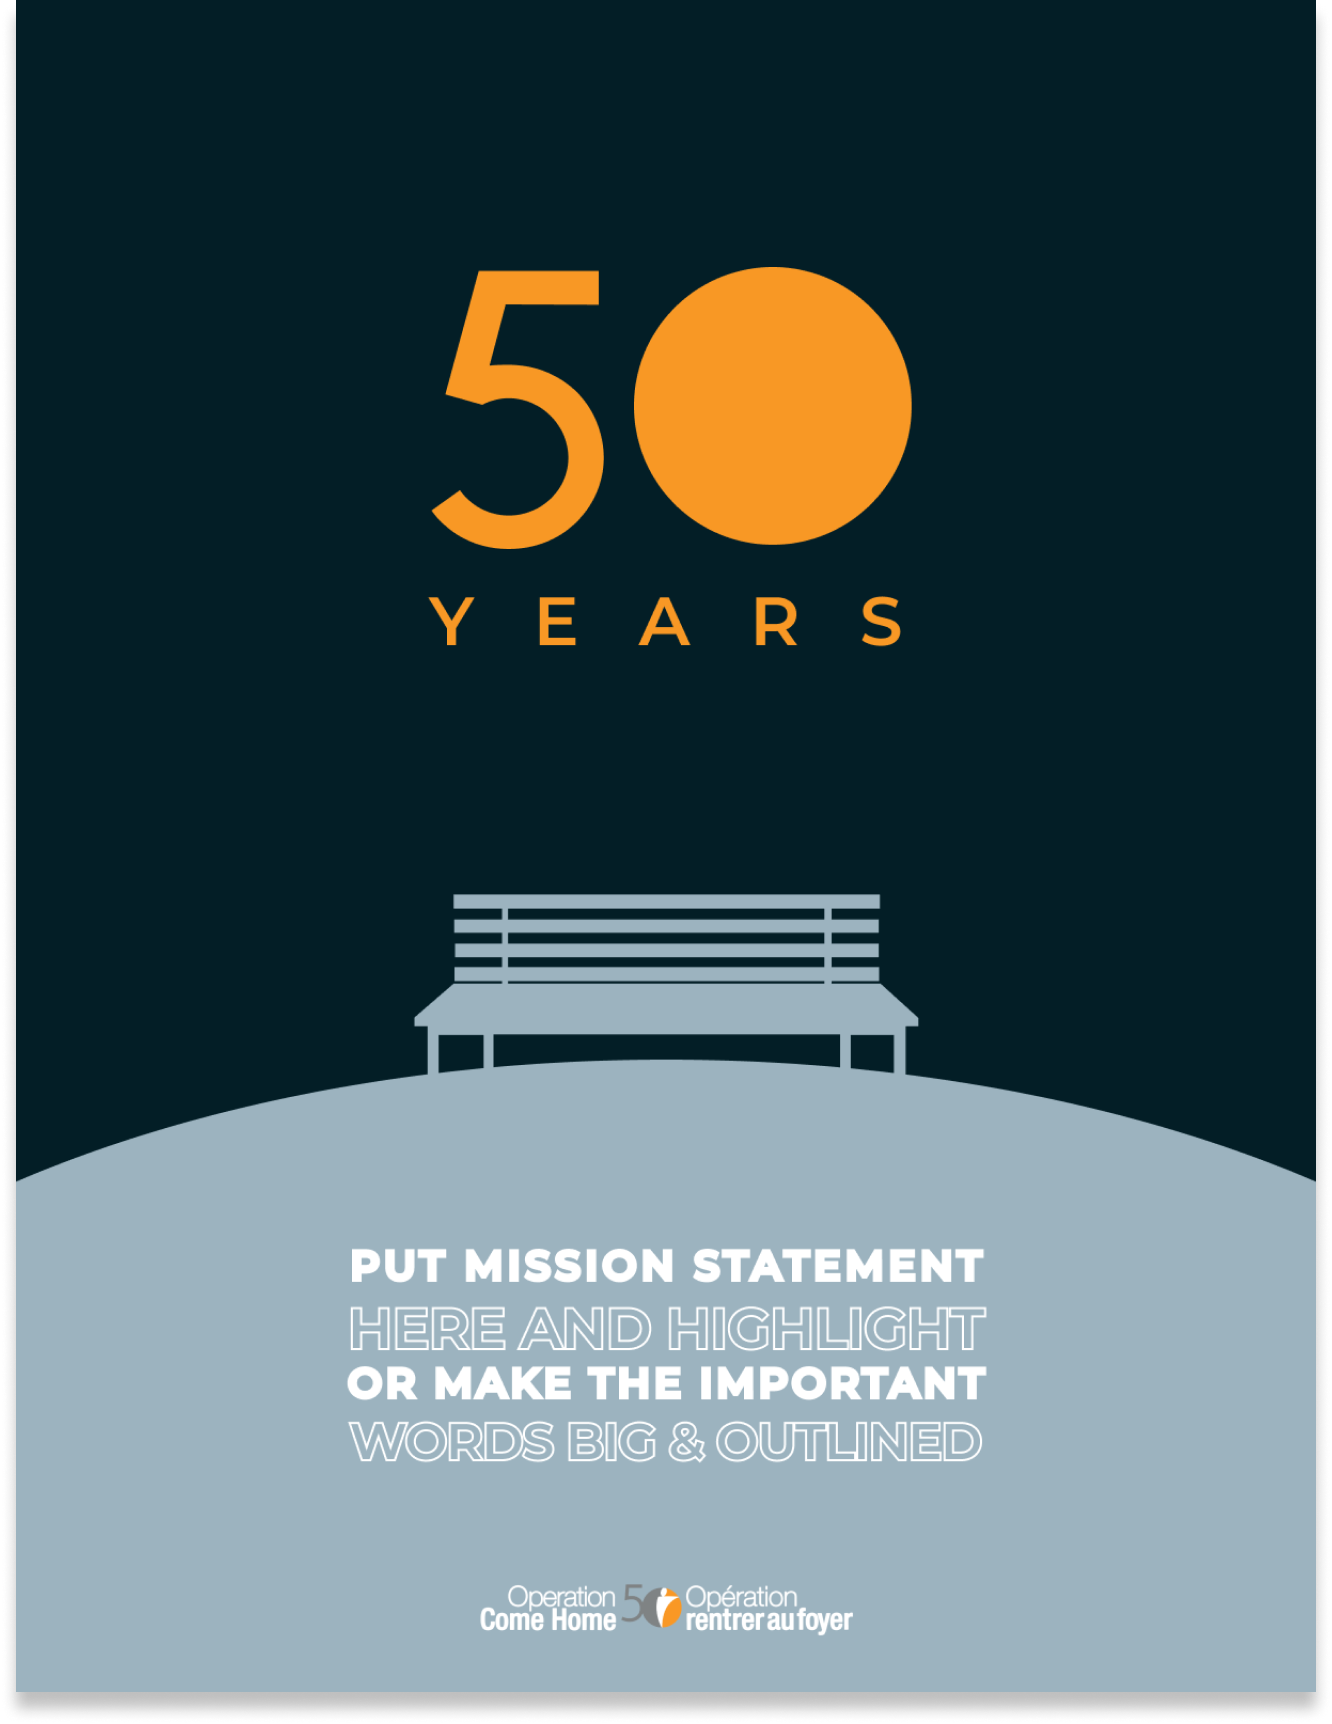 50
YEARS
PUT MISSION STATEMENT
HERE AND HIGHLIGHT
OR MAKE THE IMPORTANT
WORDS BIG & OUTLINED
Operation
Come Home
50
Opération
rentrer au foyer